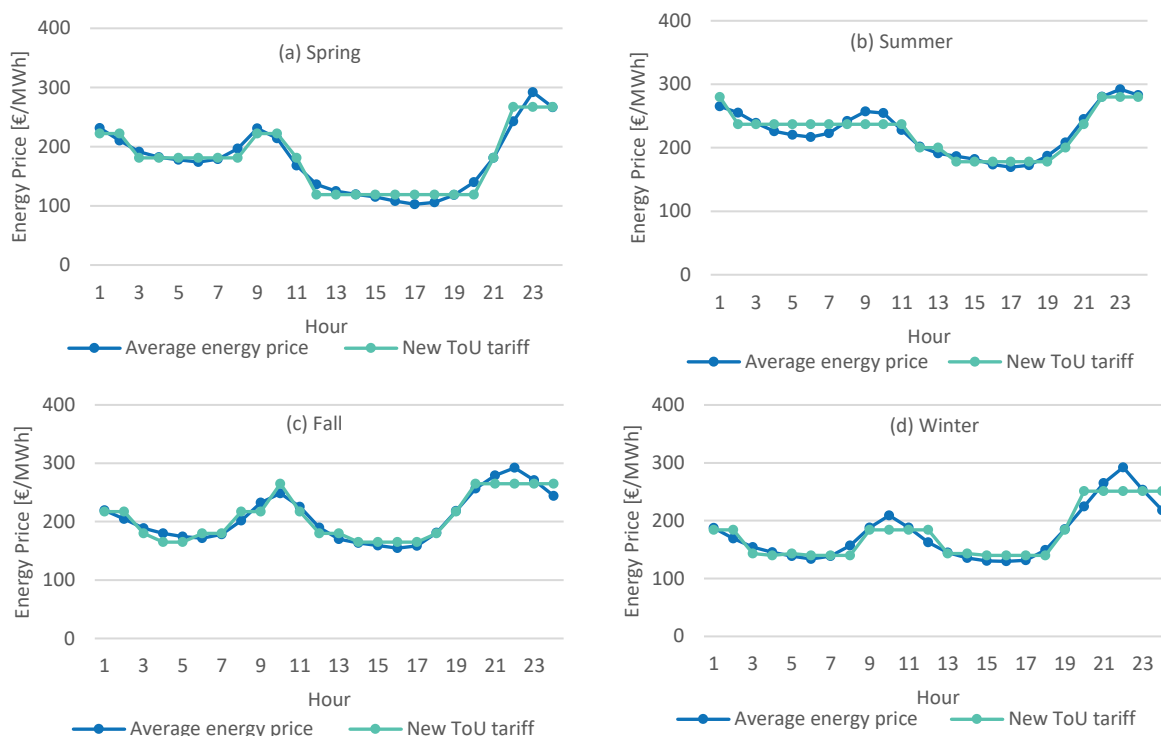 (a) Spring
Energy Price [€/MWh]
400
300
200
100
0
1 3 5 7 9 11 13 15 17 19 21 23
Hour
Average energy price New ToU tariff
(b) Summer
Energy Price [€/MWh]
400
300
200
100
0
1 3 5 7 9 11 13 15 17 19 21 23
Hour
Average energy price New ToU tariff
(c) Fall
Energy Price [€/MWh]
400
300
200
100
0
1 3 5 7 9 11 13 15 17 19 21 23
Hour
Average energy price New ToU tariff
(d) Winter
Energy Price [€/MWh]
400
300
200
100
0
1 3 5 7 9 11 13 15 17 19 21 23
Hour
Average energy price New ToU tariff